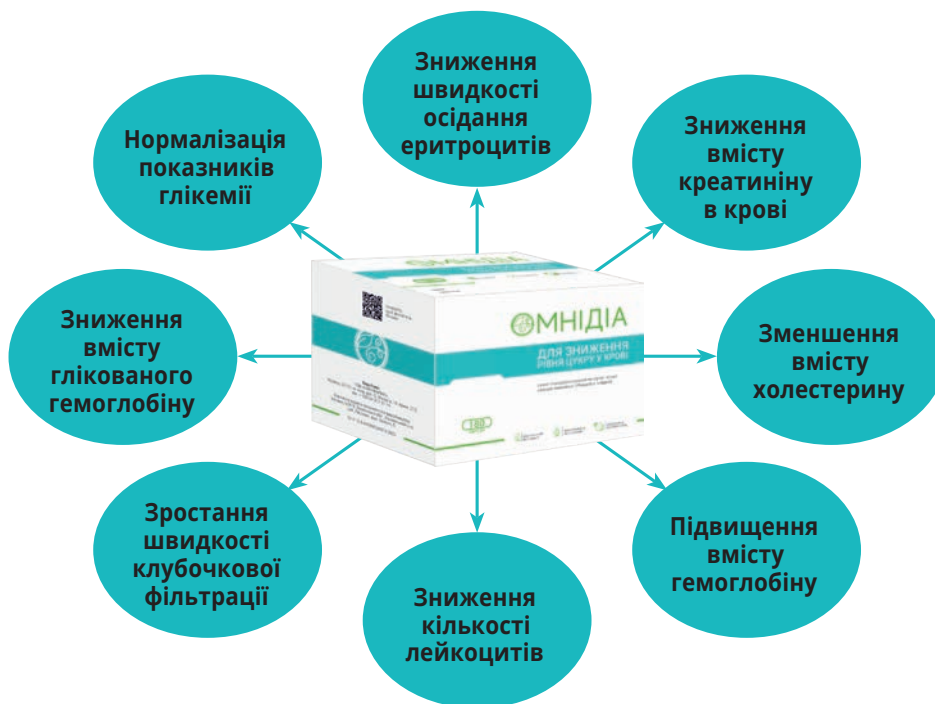 Зниження
швидкості
осідання
еритроцитів
Нормалізація
показників
глікемії
Зниження
вмісту
креатиніну
в крові
ОМНІДІА
ДЛЯ ЗНИЖЕННЯ
РІВНЯ ЦУКРУ У КРОВІ
180
Зниження
вмісту
глікованого
гемоглобіну
Зменшення
вмісту
холестерину
Зростання
швидкості
клубочкової
фільтрації
Підвищення
вмісту
гемоглобіну
Зниження
кількості
лейкоцитів